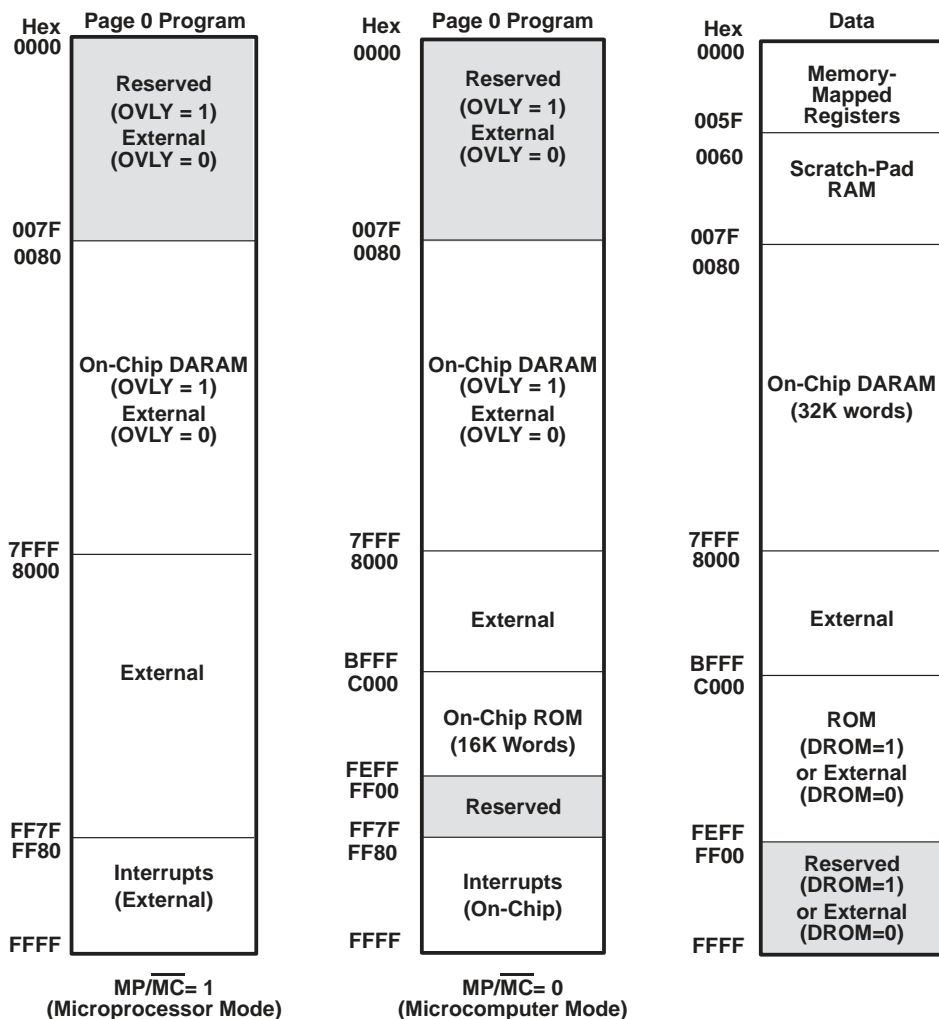 Hex
Page 0 Program
0000
Reserved
(OVLY = 1)
External
(OVLY = 0)
007F
0080
On-Chip DARAM
(OVLY = 1)
External
(OVLY = 0)
7FFF
8000
External
FF7F
FF80
Interrupts
(External)
FFFF
MP/M̅C̅= 1
(Microprocessor Mode)
Hex
Page 0 Program
0000
Reserved
(OVLY = 1)
External
(OVLY = 0)
007F
0080
On-Chip DARAM
(OVLY = 1)
External
(OVLY = 0)
7FFF
8000
External
BFFF
C000
On-Chip ROM
(16K Words)
FEFF
FF00
Reserved
FF7F
FF80
Interrupts
(On-Chip)
FFFF
MP/M̅C̅= 0
(Microcomputer Mode)
Hex
Data
0000
Memory-
Mapped
Registers
005F
0060
Scratch-Pad
RAM
007F
0080
On-Chip DARAM
(32K words)
7FFF
8000
External
BFFF
C000
ROM
(DROM=1)
or External
(DROM=0)
FEFF
FF00
Reserved
(DROM=1)
or External
(DROM=0)
FFFF